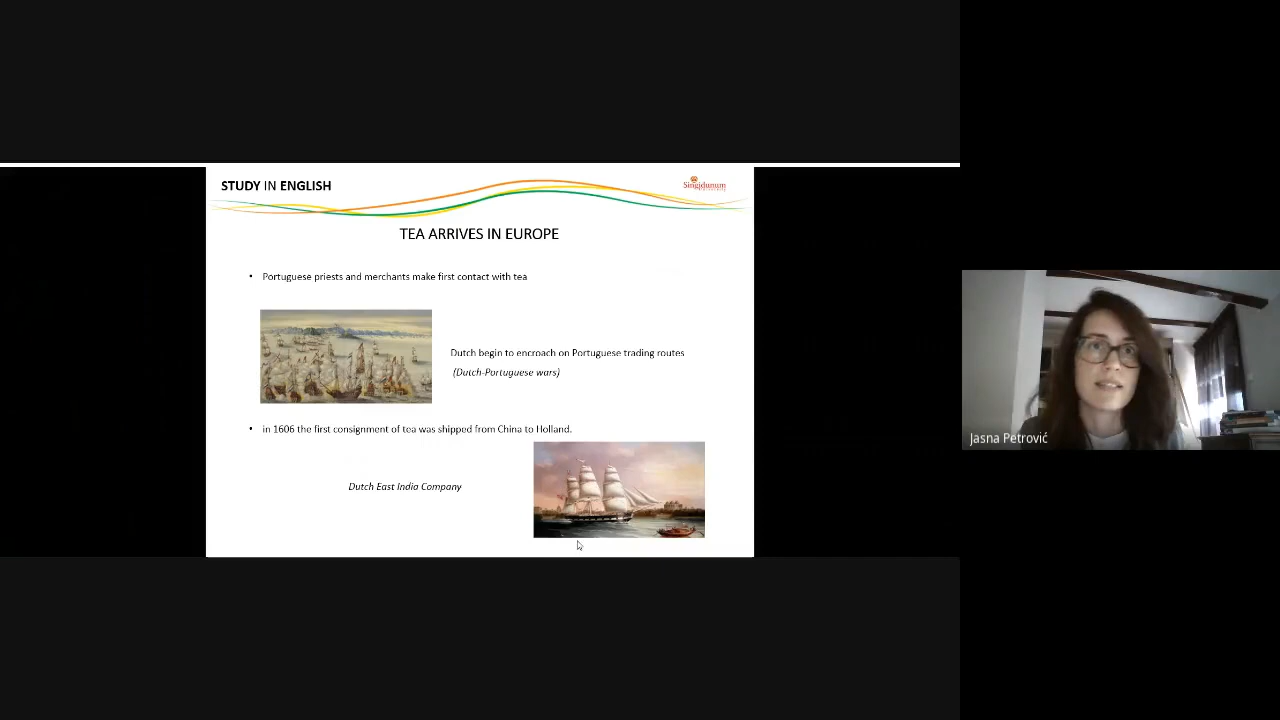 STUDY IN ENGLISH
Singidunum
TEA ARRIVES IN EUROPE
• Portuguese priests and merchants make first contact with tea
Dutch begin to encroach on Portuguese trading routes
(Dutch-Portuguese wars)
• in 1606 the first consignment of tea was shipped from China to Holland.
Dutch East India Company
Jasna Petrović